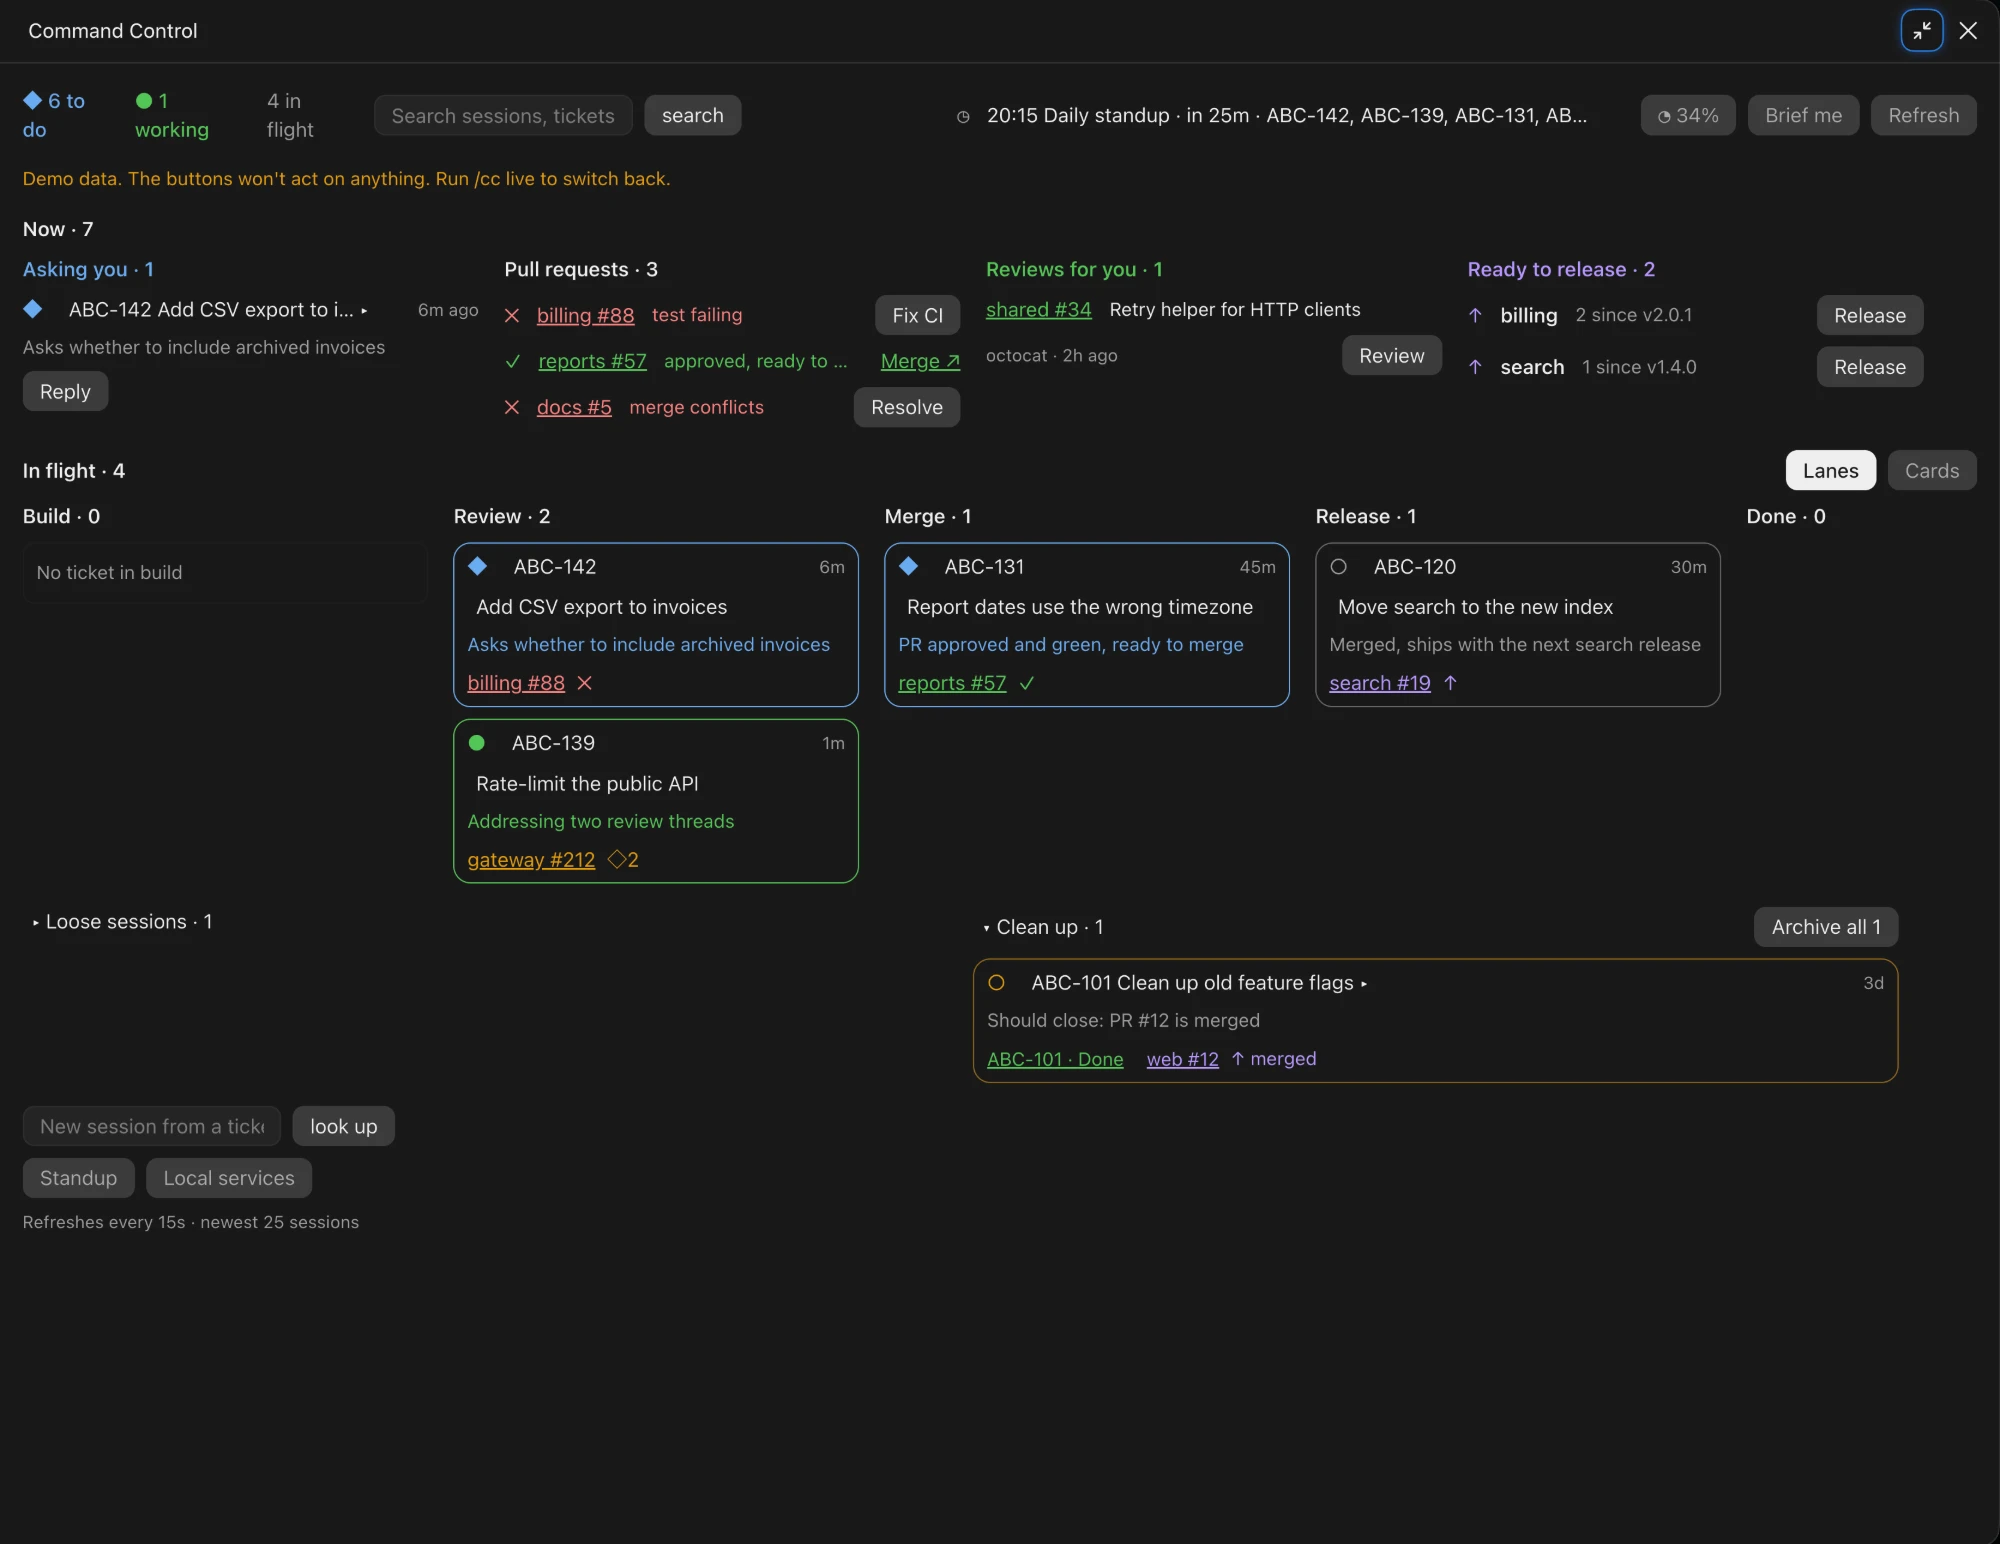 Command Control
6 to do
1 working
4 in flight
Search sessions, tickets
search
20:15 Daily standup · in 25m · ABC-142, ABC-139, ABC-131, AB...
34%
Brief me
Refresh
Demo data. The buttons won't act on anything. Run /cc live to switch back.
Now · 7
Asking you · 1
ABC-142 Add CSV export to i...
6m ago
Asks whether to include archived invoices
Reply
Pull requests · 3
billing #88 test failing
Fix CI
reports #57 approved, ready to ...
Merge ↗
docs #5 merge conflicts
Resolve
Reviews for you · 1
shared #34 Retry helper for HTTP clients
octocat · 2h ago
Review
Ready to release · 2
↑ billing 2 since v2.0.1
Release
↑ search 1 since v1.4.0
Release
In flight · 4
Lanes
Cards
Build · 0
No ticket in build
Review · 2
ABC-142 6m
Add CSV export to invoices
Asks whether to include archived invoices
billing #88 ✕
ABC-139 1m
Rate-limit the public API
Addressing two review threads
gateway #212 ◇2
Merge · 1
ABC-131 45m
Report dates use the wrong timezone
PR approved and green, ready to merge
reports #57 ✓
Release · 1
ABC-120 30m
Move search to the new index
Merged, ships with the next search release
search #19 ↑
Done · 0
Loose sessions · 1
Clean up · 1
Archive all 1
ABC-101 Clean up old feature flags 3d
Should close: PR #12 is merged
ABC-101 · Done web #12 ↑ merged
New session from a ticke
look up
Standup
Local services
Refreshes every 15s · newest 25 sessions